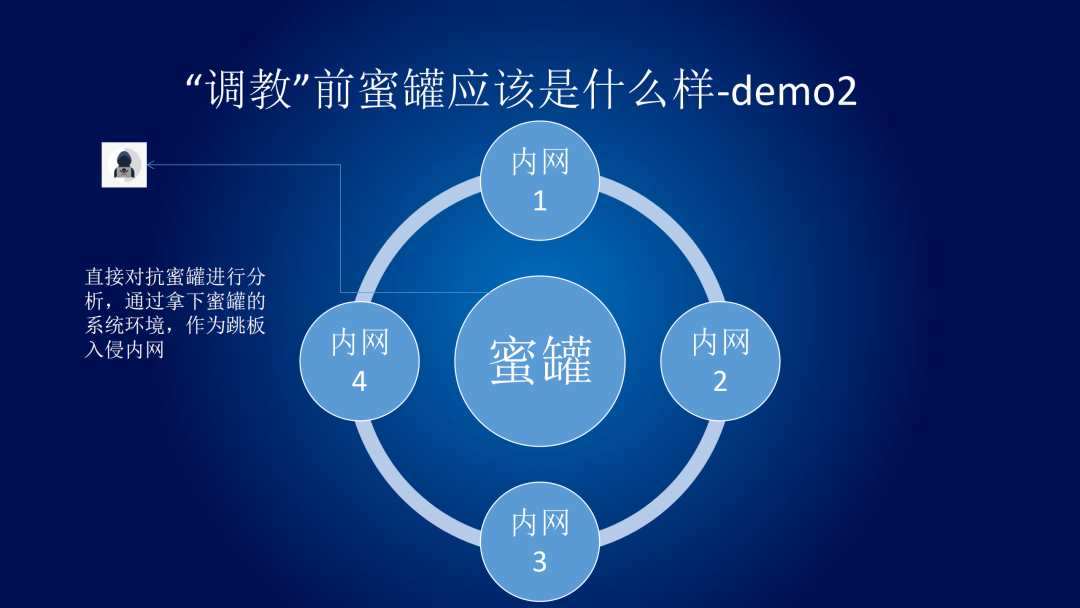 “调教”前蜜罐应该是什么样-demo2
内网
1
直接对抗蜜罐进行分
析，通过拿下蜜罐的
系统环境，作为跳板
入侵内网
内网
4
蜜罐
内网
2
内网
3